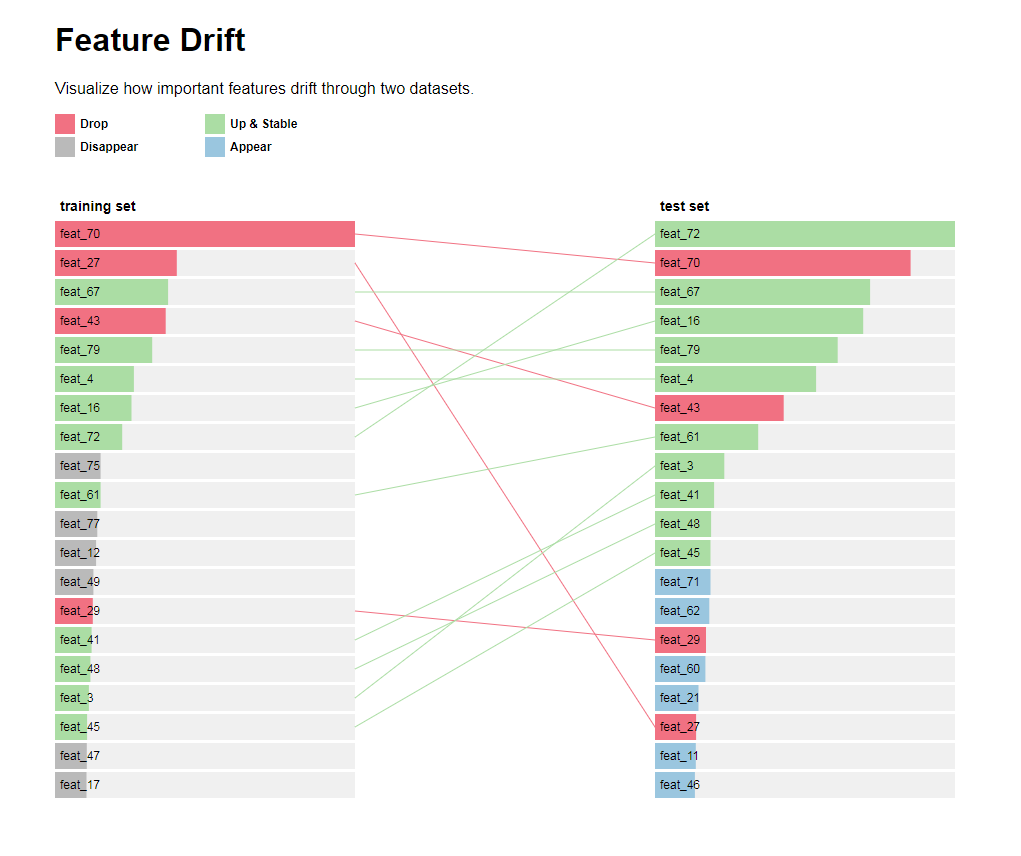 Feature Drift
Visualize how important features drift through two datasets.
Drop
Up & Stable
Disappear
Appear
training set
feat_70
feat_27
feat_67
feat_43
feat_79
feat_4
feat_16
feat_72
feat_75
feat_61
feat_77
feat_12
feat_49
feat_29
feat_41
feat_48
feat_3
feat_45
feat_47
feat_17
test set
feat_72
feat_70
feat_67
feat_16
feat_79
feat_4
feat_43
feat_61
feat_3
feat_41
feat_48
feat_45
feat_71
feat_62
feat_29
feat_60
feat_21
feat_27
feat_11
feat_46